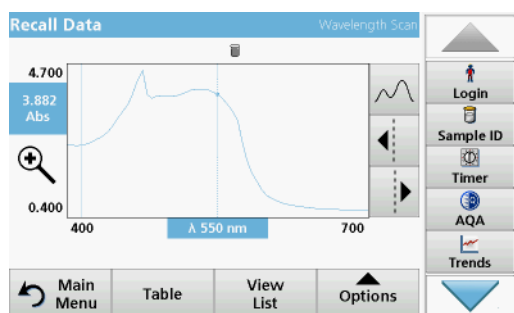 Recall Data
Wavelength Scan
4.700
3.882
Abs
0.400
400
λ 550 nm
700
Login
Sample ID
Timer
AQA
Trends
Main
Menu
Table
View
List
Options